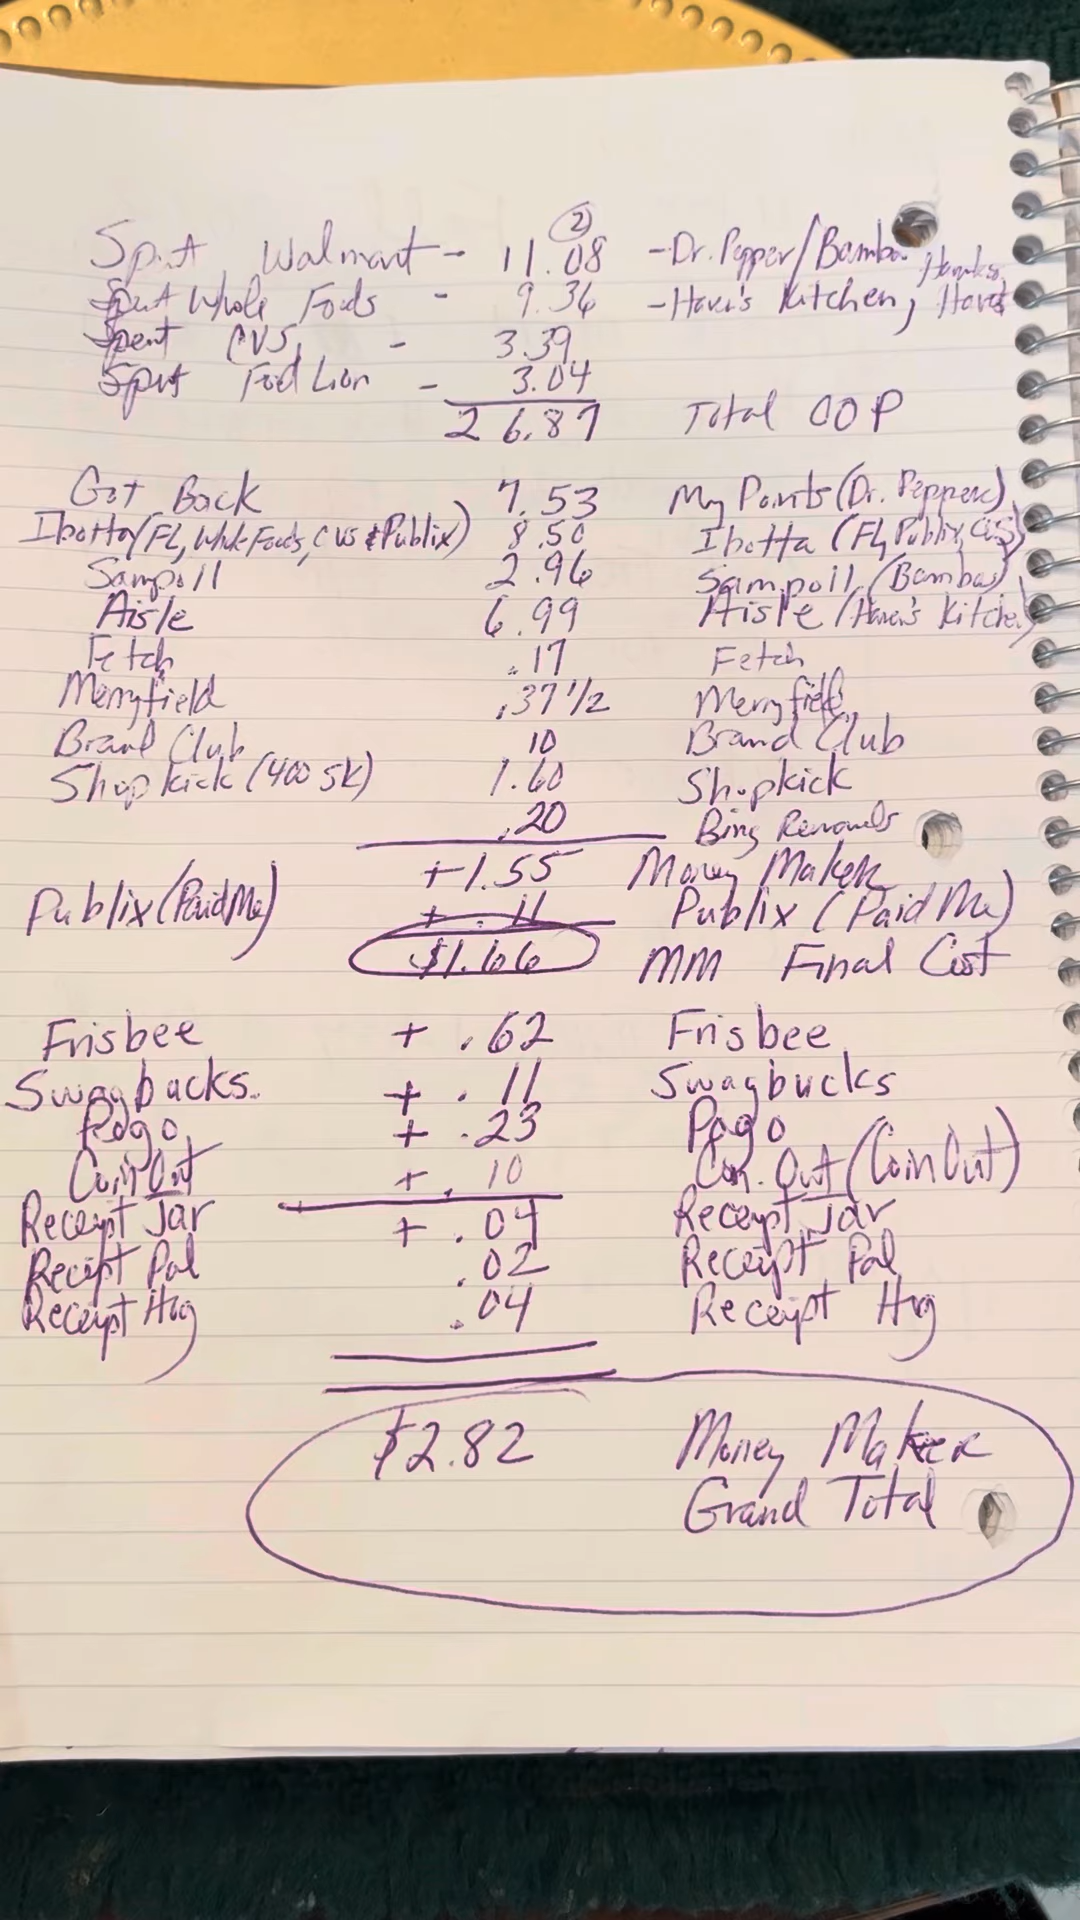 ②
Spent Walmart - 11.08 - Dr. Pepper/Bamba
Spent Whole Foods - 9.36 - Haven's Kitchen,
Spent CVS - 3.39
Spent Food Lion - 3.04
26.87 Total OOP
Got Back 7.53 My Points (Dr. Pepper)
Ibotta (FL, Whole Foods, CVS & Publix) 8.50 Ibotta (FL, Publix, CVS)
Sampoll 2.96 Sampoll (Bambas)
Aisle 6.99 Aisle (Haven's Kitchen)
Fetch .17 Fetch
Merryfield .37 1/2 Merryfield
Brand Club 10 Brand Club
Shopkick (400 SK) 1.60 Shopkick
.20 Bing Rewards
+1.55 Money Maker
Publix (Paid Me) + .11 Publix (Paid Me)
$1.66 MM Final Cost
Frisbee + .62 Frisbee
Swagbucks. + .11 Swagbucks
Pogo + .23 Pogo
Coin Out + .10 Coin Out (Coin Out)
Receipt Jar + .04 Receipt Jar
Receipt Pal .02 Receipt Pal
Receipt Hog .04 Receipt Hog
$2.82 Money Maker
Grand Total